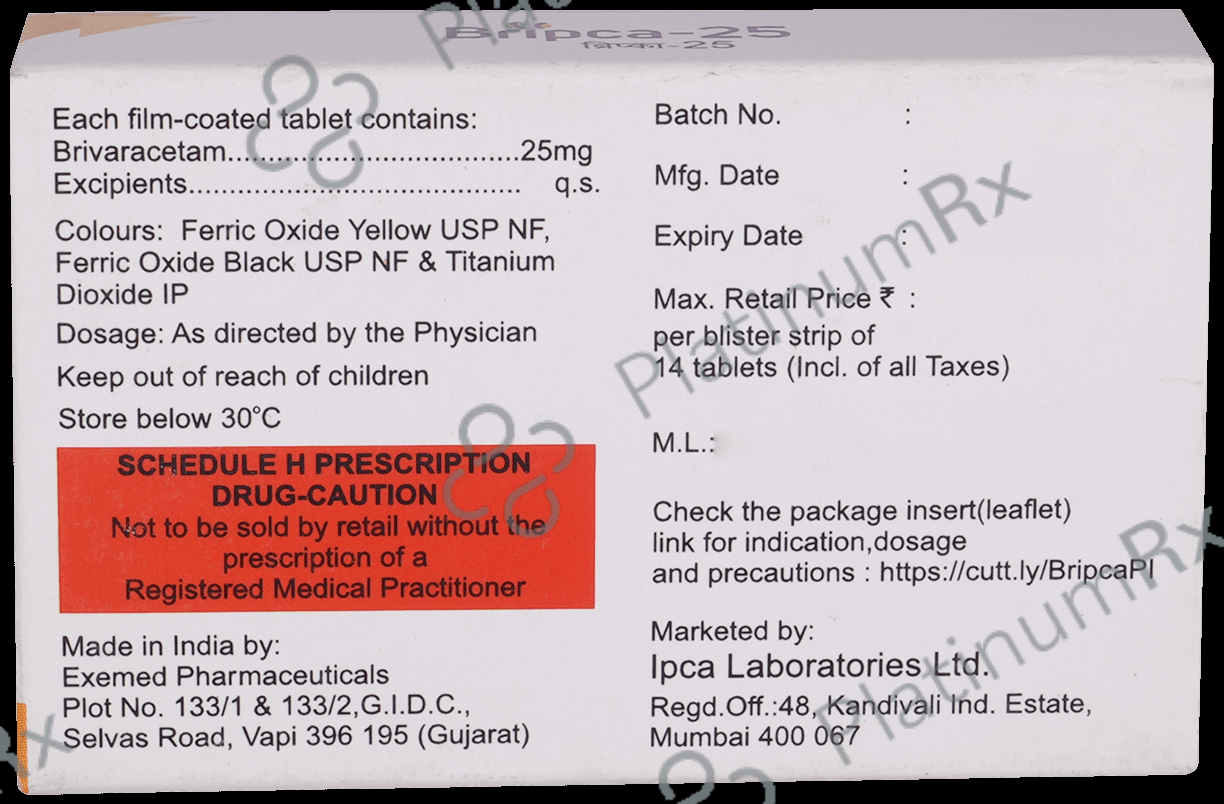 Bripca-25
ब्रिप्का-25
Each film-coated tablet contains:
Brivaracetam....................................25mg
Excipients......................................... q.s.
Colours: Ferric Oxide Yellow USP NF,
Ferric Oxide Black USP NF & Titanium
Dioxide IP
Dosage: As directed by the Physician
Keep out of reach of children
Store below 30°C
SCHEDULE H PRESCRIPTION
DRUG-CAUTION
Not to be sold by retail without the
prescription of a
Registered Medical Practitioner
Made in India by:
Exemed Pharmaceuticals
Plot No. 133/1 & 133/2,G.I.D.C.,
Selvas Road, Vapi 396 195 (Gujarat)
Batch No. :
Mfg. Date :
Expiry Date :
Max. Retail Price ₹ :
per blister strip of
14 tablets (Incl. of all Taxes)
M.L.:
Check the package insert(leaflet)
link for indication,dosage
and precautions : https://cutt.ly/BripcaPI
Marketed by:
Ipca Laboratories Ltd.
Regd.Off.:48, Kandivali Ind. Estate,
Mumbai 400 067
PlatinumRx
PlatinumRx